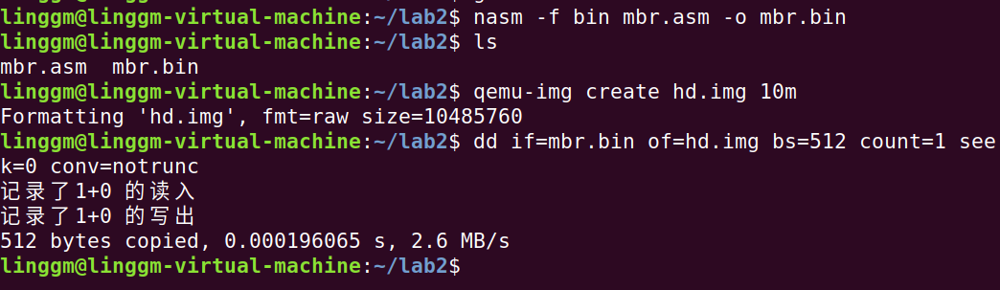 linggm@linggm-virtual-machine:~/lab2$ nasm -f bin mbr.asm -o mbr.bin
linggm@linggm-virtual-machine:~/lab2$ ls
mbr.asm  mbr.bin
linggm@linggm-virtual-machine:~/lab2$ qemu-img create hd.img 10m
Formatting 'hd.img', fmt=raw size=10485760
linggm@linggm-virtual-machine:~/lab2$ dd if=mbr.bin of=hd.img bs=512 count=1 see
k=0 conv=notrunc
记录了1+0 的读入
记录了1+0 的写出
512 bytes copied, 0.000196065 s, 2.6 MB/s
linggm@linggm-virtual-machine:~/lab2$